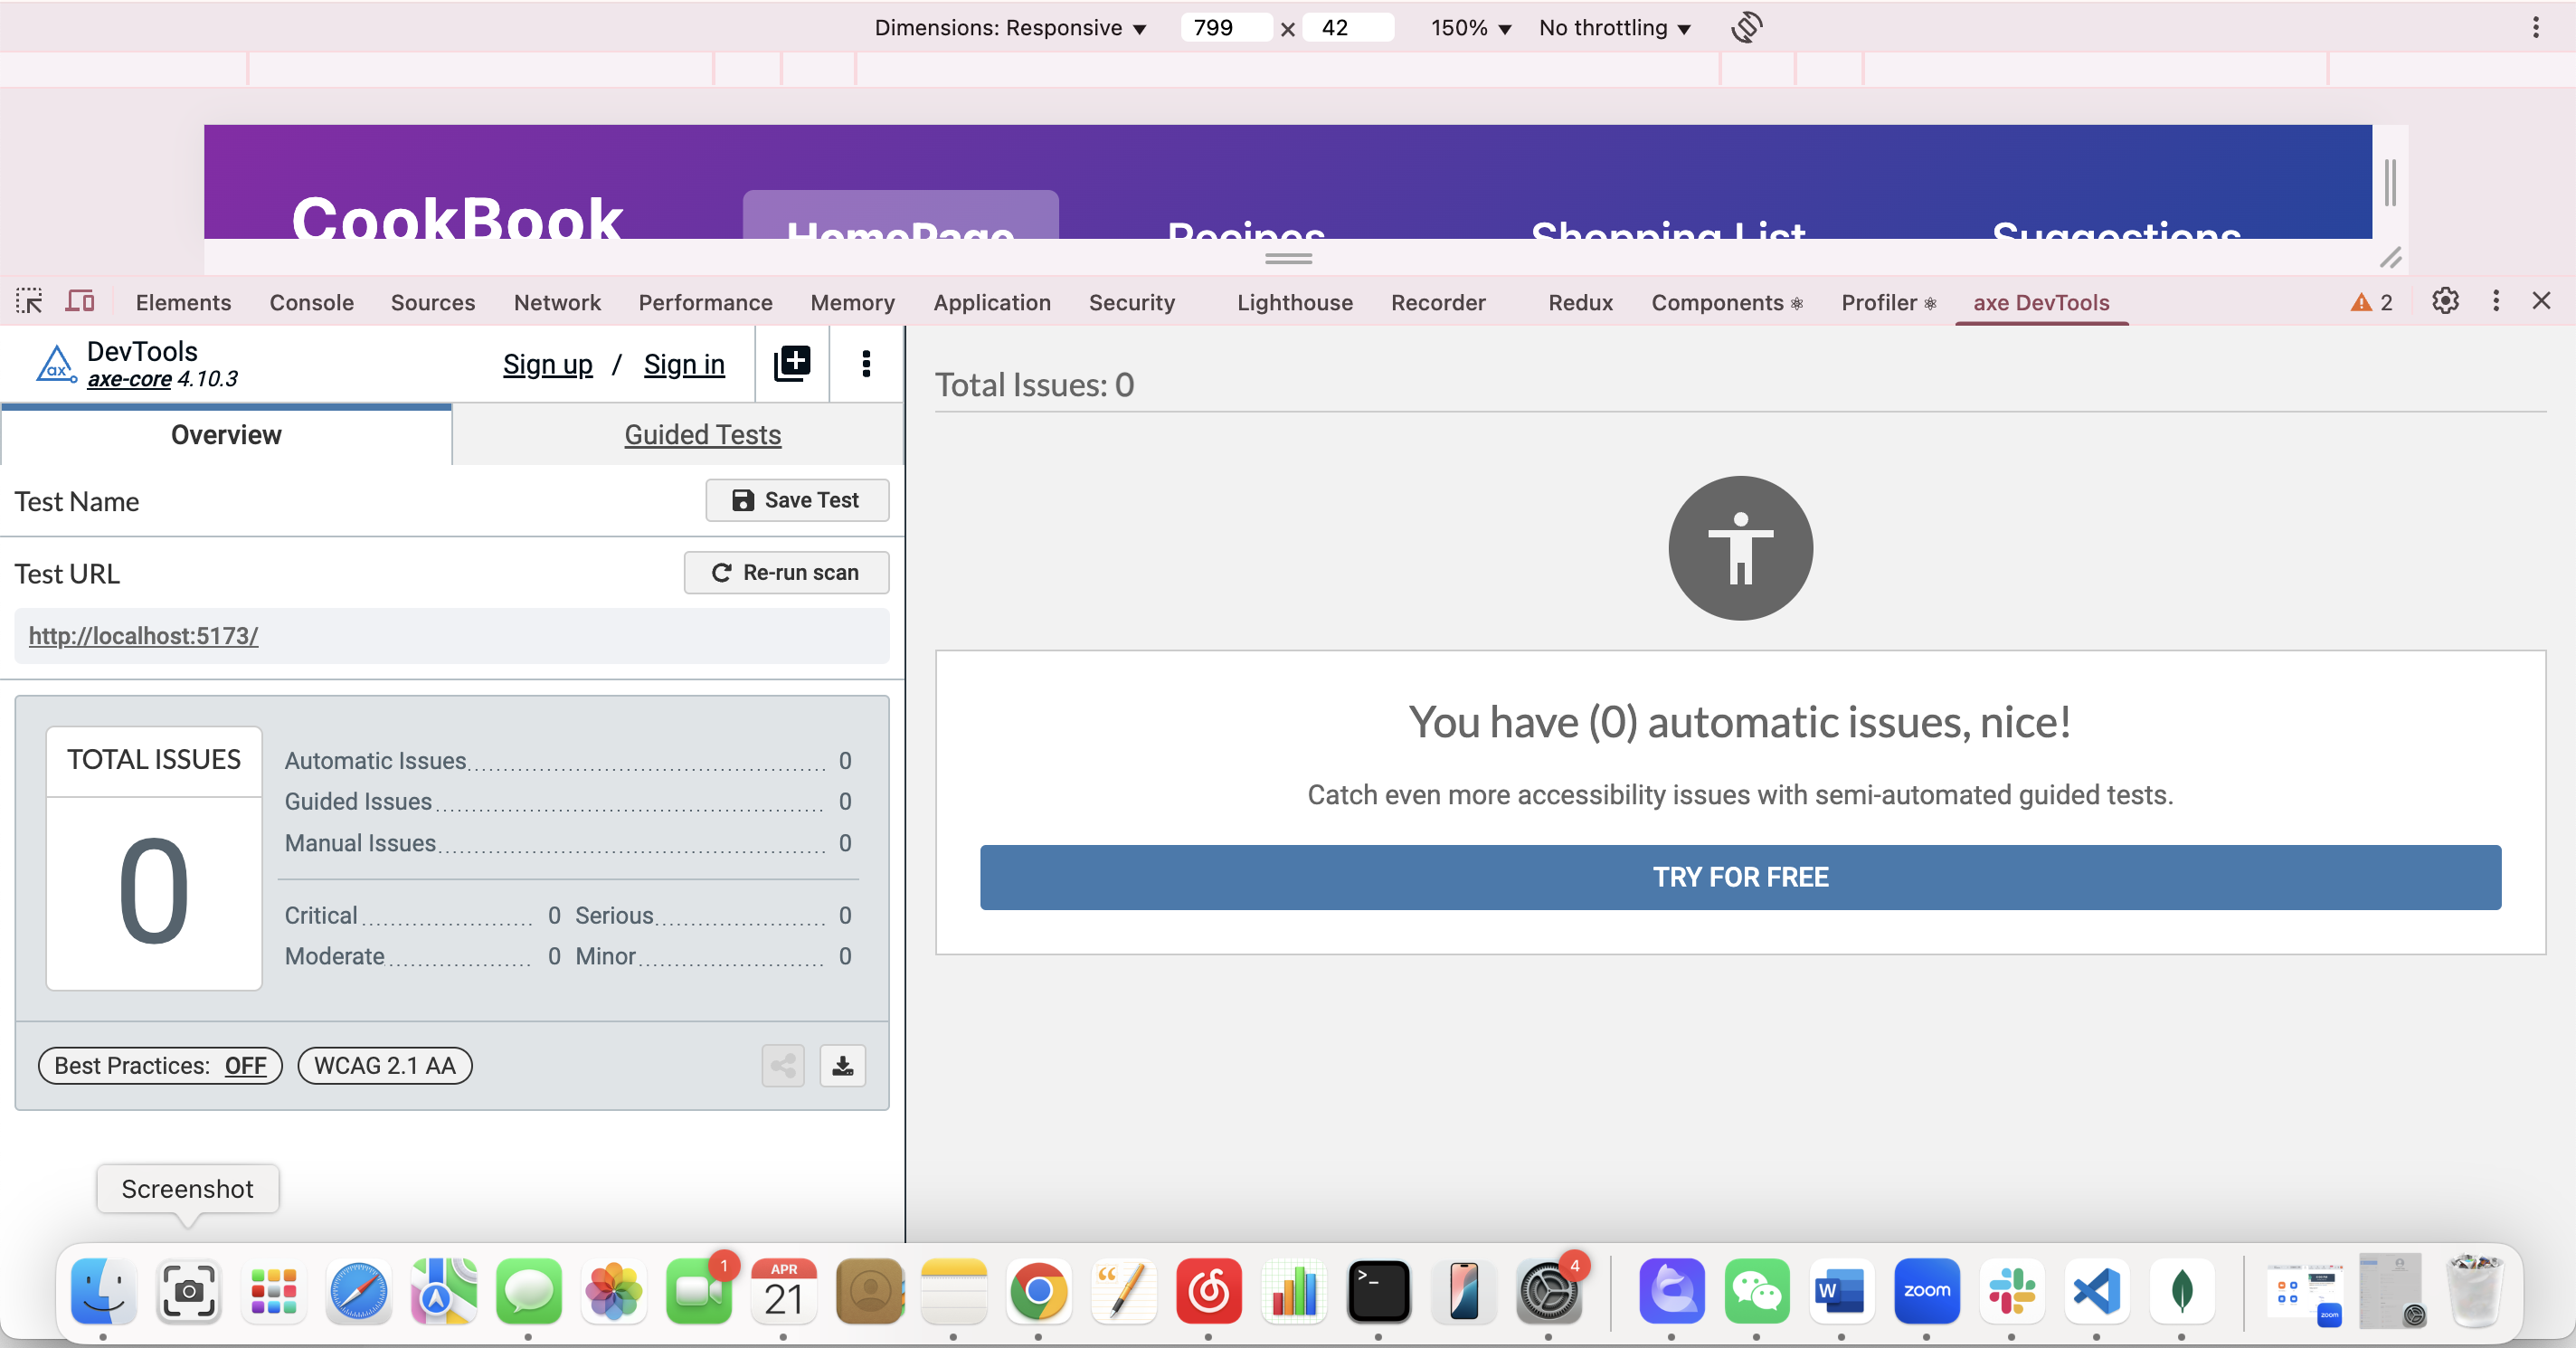 Dimensions: Responsive ▼ 799 × 42 150% ▼ No throttling ▼
CookBook HomePage Recipes Shopping List Suggestions
Elements Console Sources Network Performance Memory Application Security Lighthouse Recorder Redux Components ⚛ Profiler ⚛ axe DevTools 2
ax DevTools
axe-core 4.10.3
Sign up / Sign in
Overview Guided Tests
Test Name Save Test
Test URL Re-run scan
http://localhost:5173/
TOTAL ISSUES
0
Automatic Issues 0
Guided Issues 0
Manual Issues 0
Critical 0 Serious 0
Moderate 0 Minor 0
Best Practices: OFF WCAG 2.1 AA
Total Issues: 0
You have (0) automatic issues, nice!
Catch even more accessibility issues with semi-automated guided tests.
TRY FOR FREE
Screenshot
1 APR 4
21
W zoom
zoom